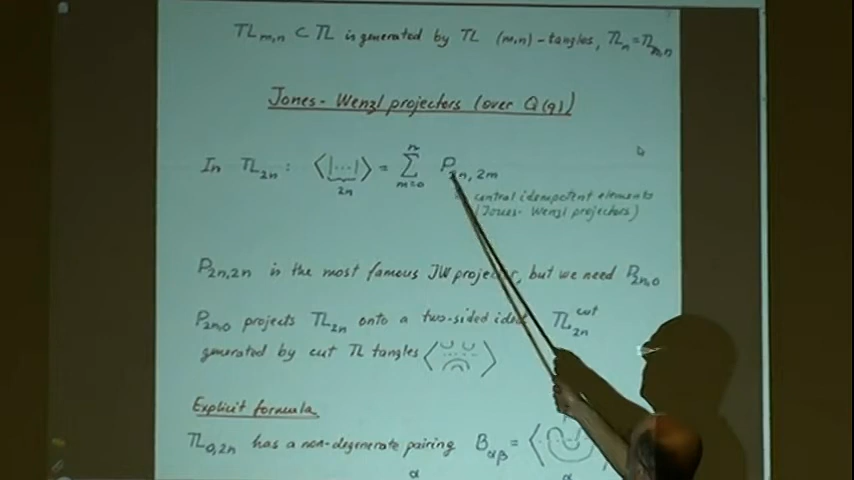 TL_{m,n} ⊂ TL is generated by TL (m,n)-tangles, TL_n = TL_{n,n}
Jones-Wenzl projectors (over Q(q))
In TL_{2n}: ⟨|···|⟩_{2n} = Σ_{m=0}^{n} P_{2n,2m}
central idempotent elements
(Jones-Wenzl projectors)
P_{2n,2n} is the most famous JW projector, but we need P_{2n,0}
P_{2n,0} projects TL_{2n} onto a two-sided ideal TL_{2n}^{cut}
generated by cut TL tangles
Explicit formula
TL_{0,2n} has a non-degenerate pairing B_{αβ} =
α α